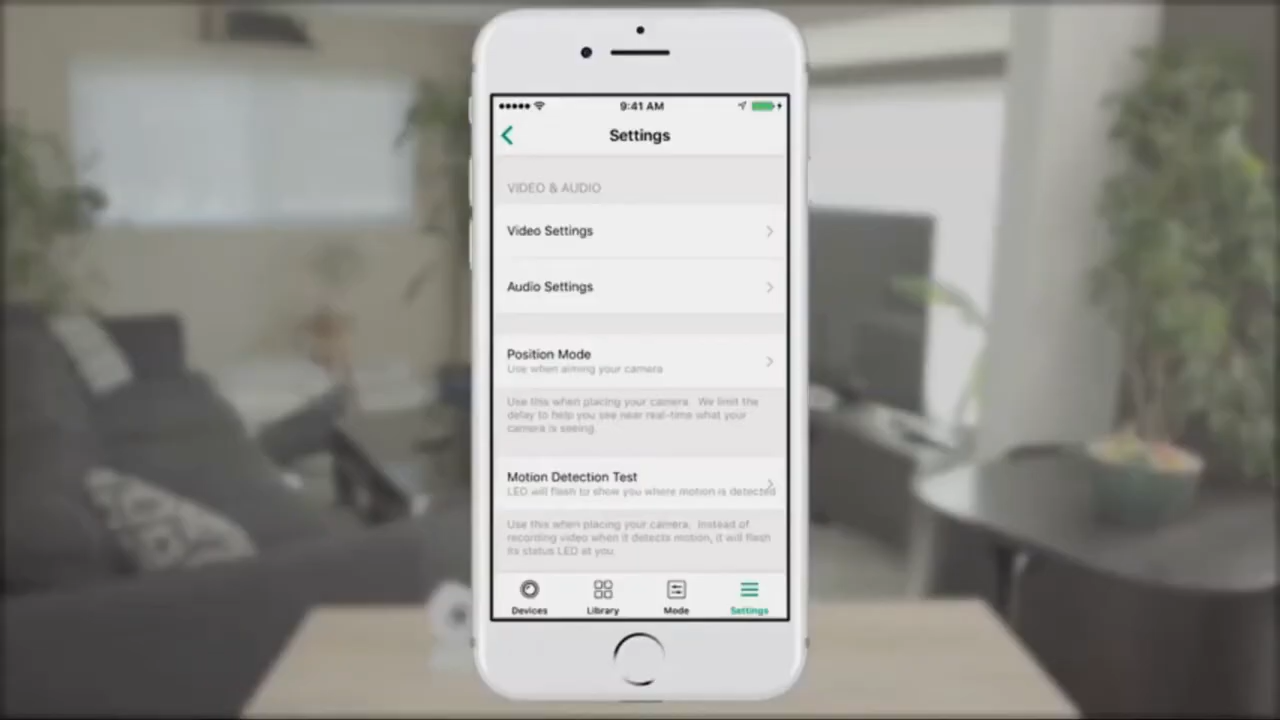 9:41 AM
Settings
VIDEO & AUDIO
Video Settings
Audio Settings
Position Mode
Use when aiming your camera
Use this when placing your camera. We limit the
delay to help you see near real-time what your
camera is seeing.
Motion Detection Test
LED will flash to show you where motion is detected
Use this when placing your camera. Instead of
recording video when it detects motion, it will flash
its status LED at you.
Devices
Library
Mode
Settings